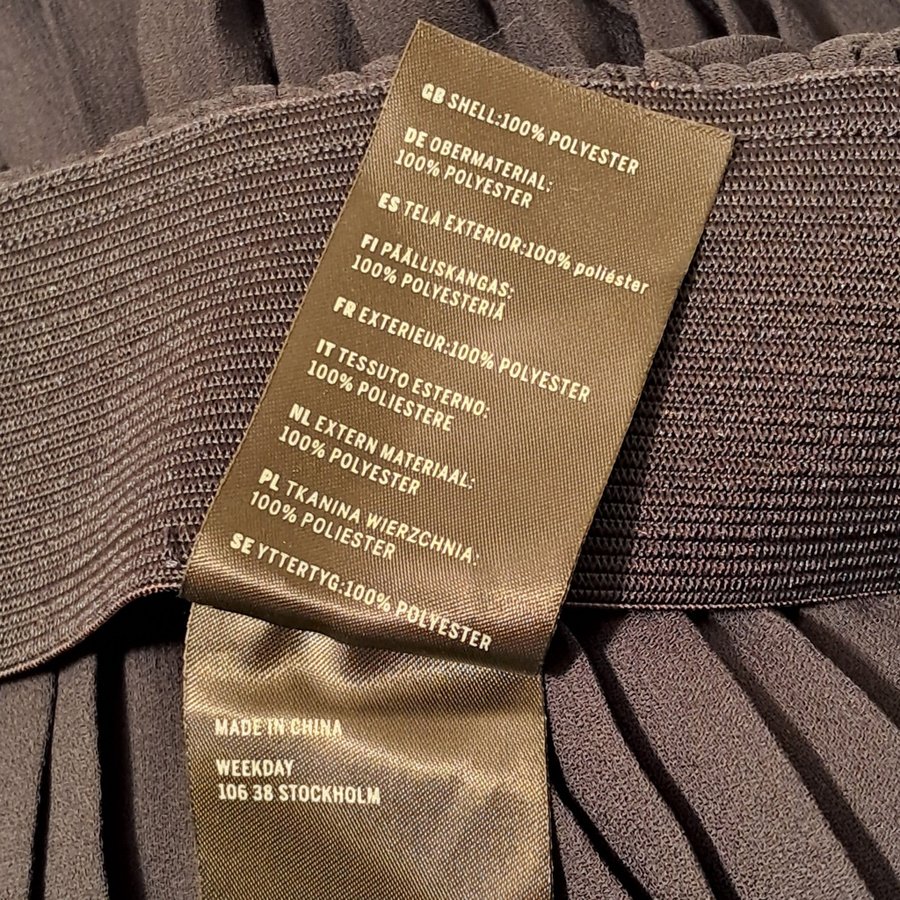 GB SHELL:100% POLYESTER
DE OBERMATERIAL:
100% POLYESTER
ES TELA EXTERIOR:100% poliéster
FI PÄÄLLISKANGAS:
100% POLYESTERIÄ
FR EXTERIEUR:100% POLYESTER
IT TESSUTO ESTERNO:
100% POLIESTERE
NL EXTERN MATERIAAL:
100% POLYESTER
PL TKANINA WIERZCHNIA:
100% POLIESTER
SE YTTERTYG:100% POLYESTER
MADE IN CHINA
WEEKDAY
106 38 STOCKHOLM